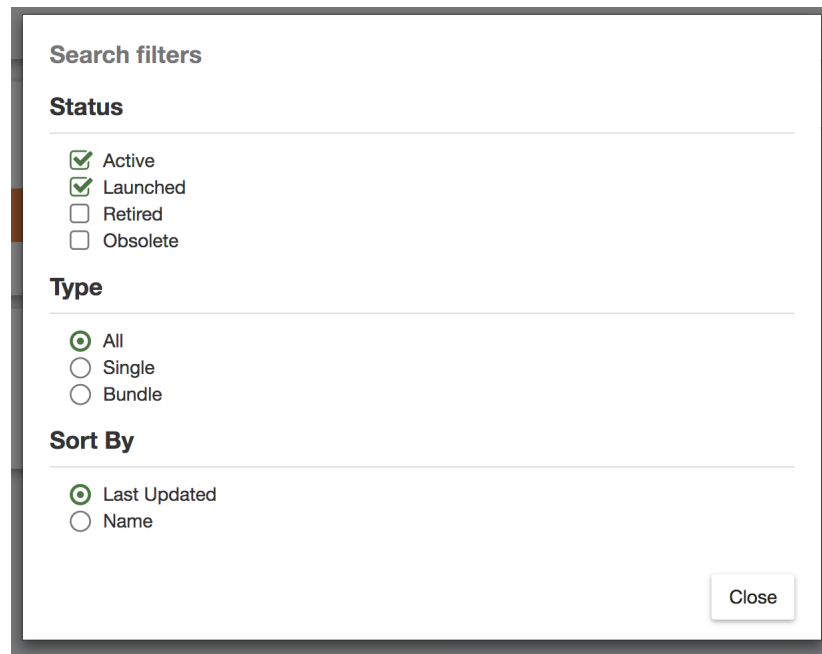 Search filters
Status
Active
Launched
Retired
Obsolete
Type
All
Single
Bundle
Sort By
Last Updated
Name
Close